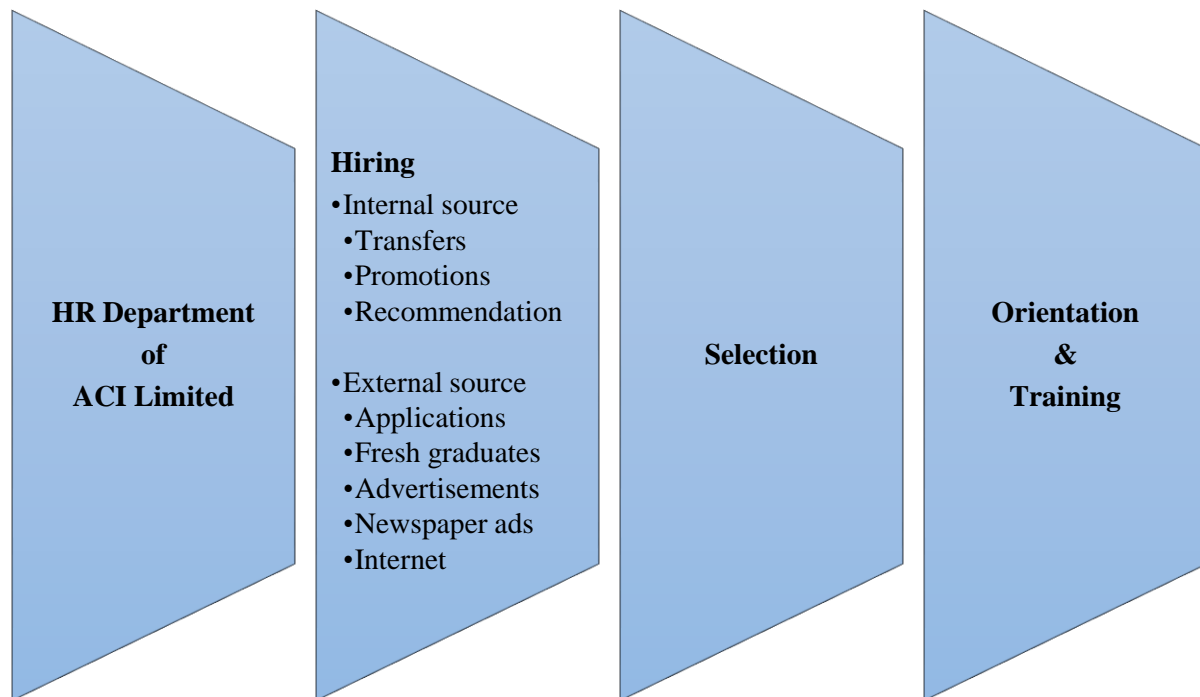 HR Department
of
ACI Limited
Hiring
•Internal source
•Transfers
•Promotions
•Recommendation
•External source
•Applications
•Fresh graduates
•Advertisements
•Newspaper ads
•Internet
Selection
Orientation
&
Training